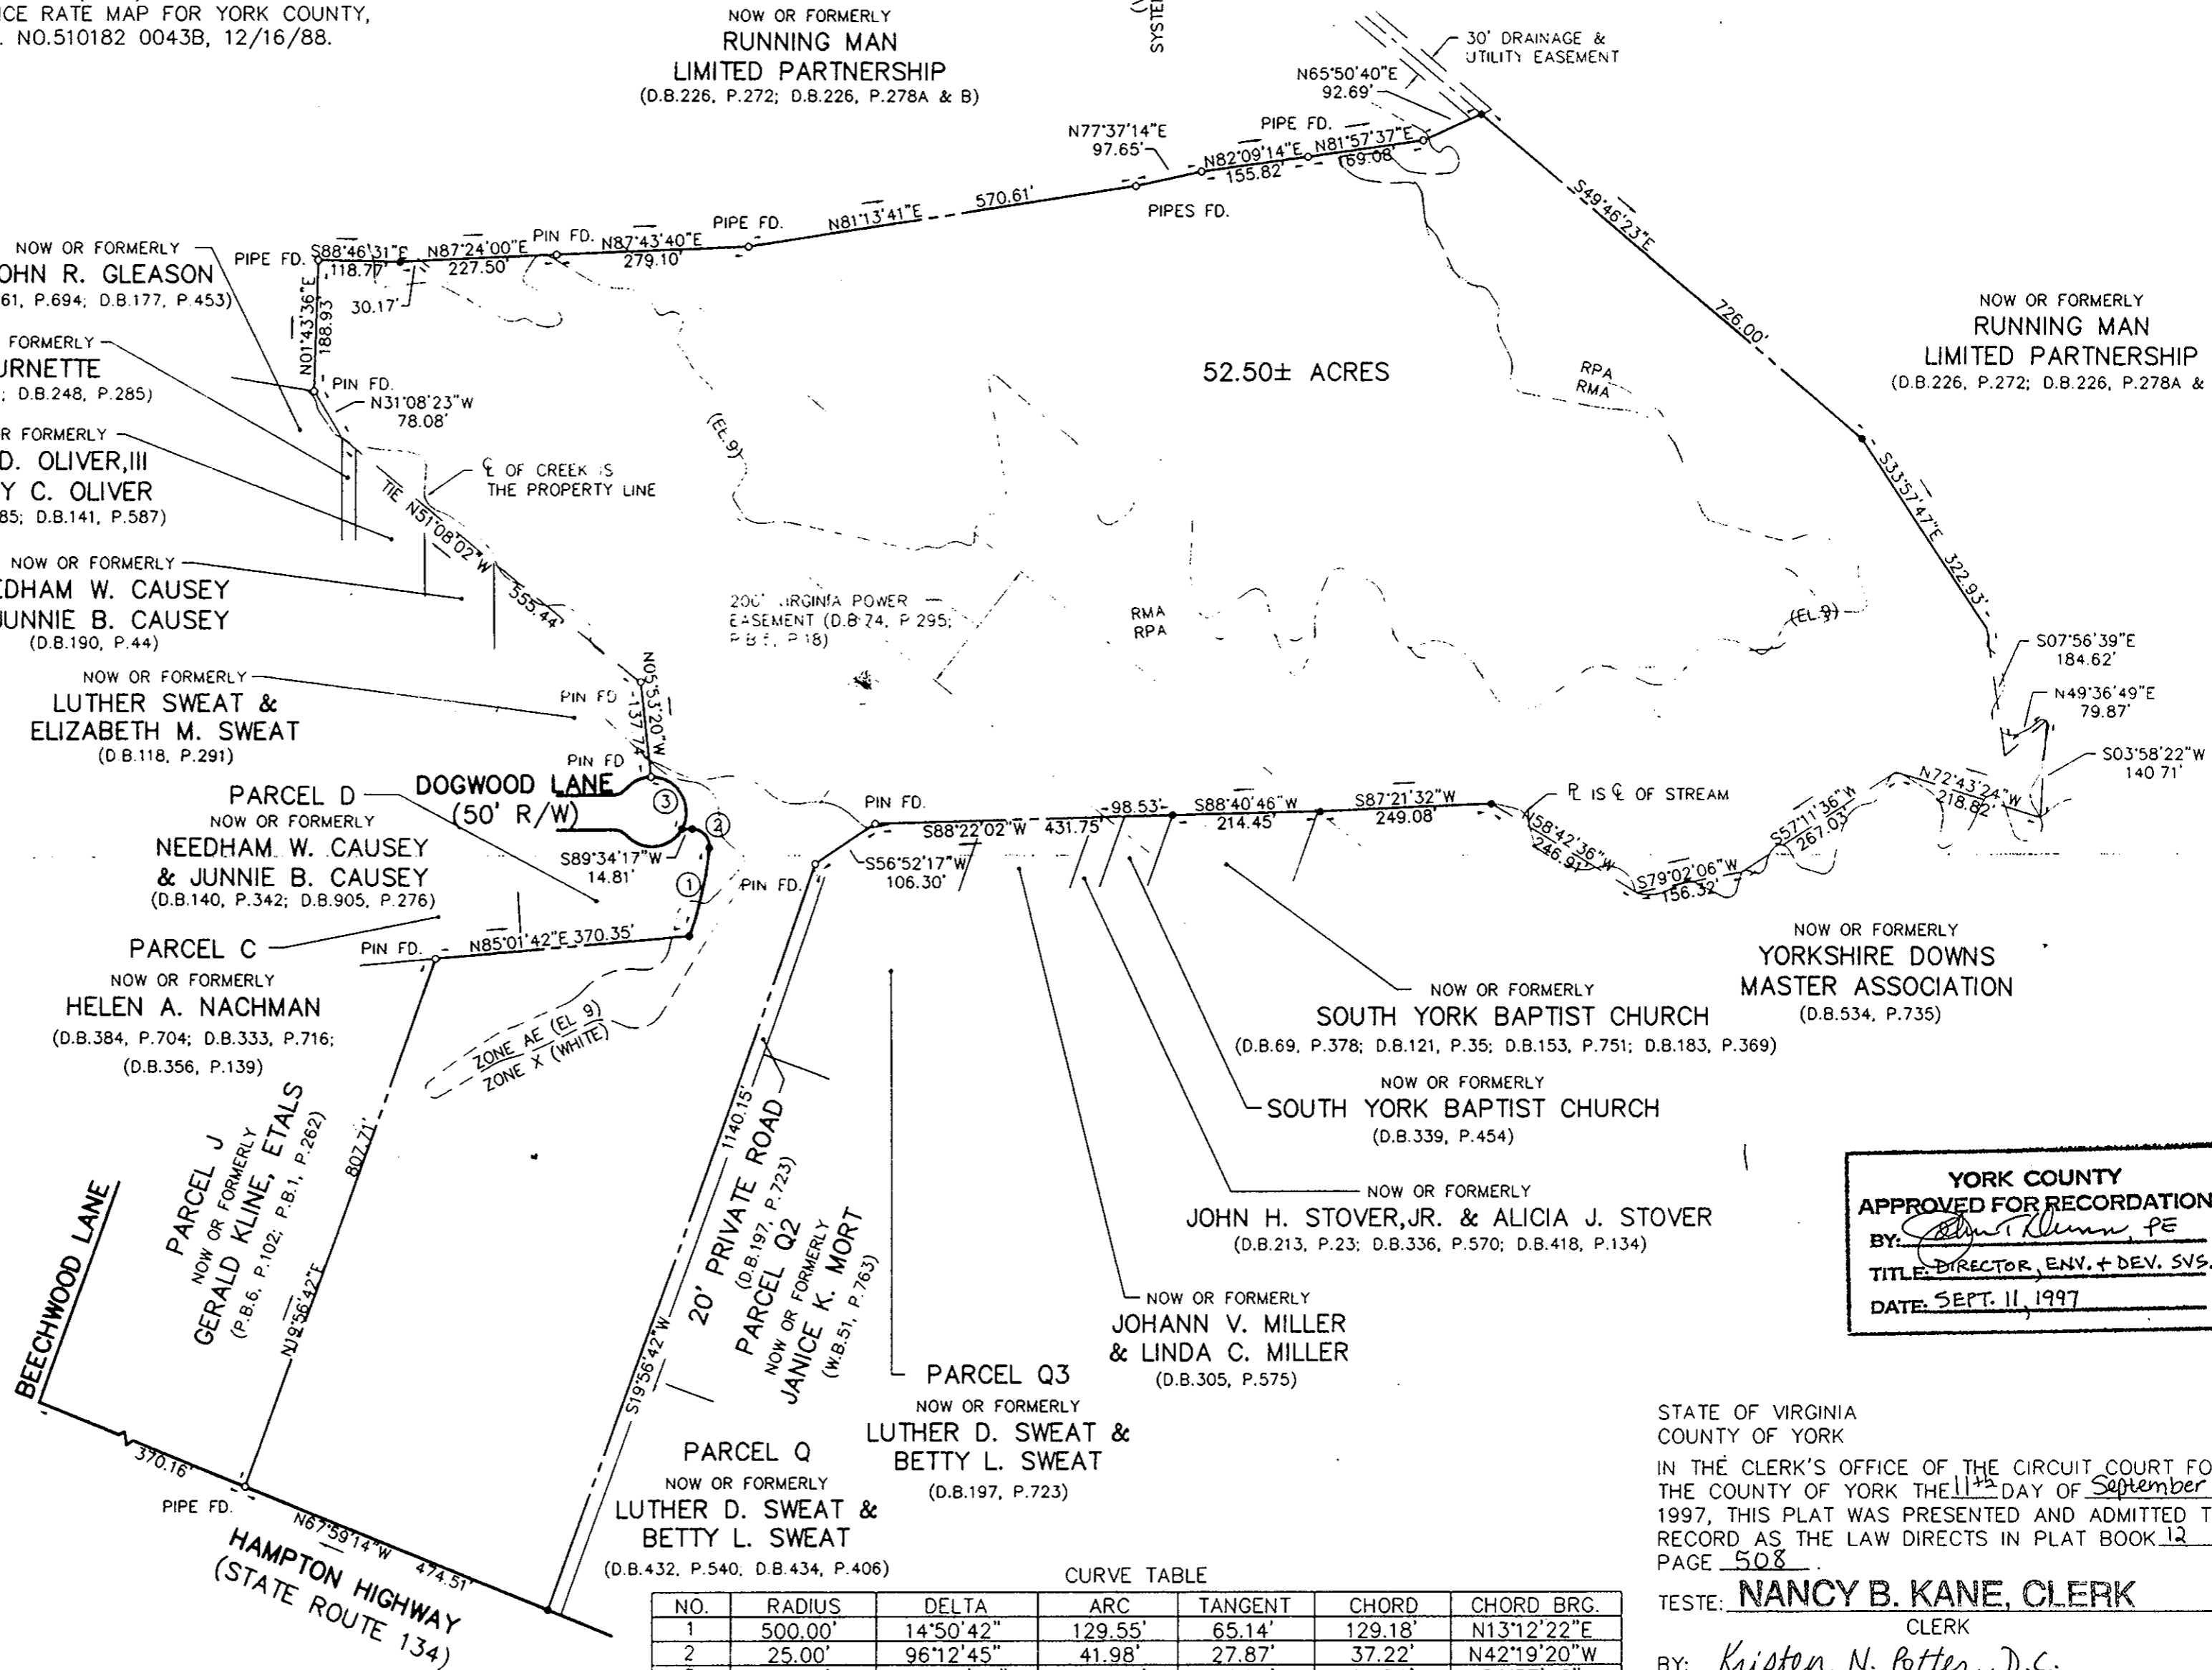 CE RATE MAP FOR YORK COUNTY,
. NO.510182 0043B, 12/16/88.
NOW OR FORMERLY
RUNNING MAN
LIMITED PARTNERSHIP
(D.B.226, P.272; D.B.226, P.278A & B)
SYSTE
30' DRAINAGE &
UTILITY EASEMENT
N65°50'40"E
92.69'
N77°37'14"E
97.65'
PIPE FD.
N82°09'14"E
155.82'
N81°57'37"E
169.08'
570.61'
N81°13'41"E
PIPES FD.
PIPE FD.
N87°43'40"E
279.10'
PIN FD.
N87°24'00"E
227.50'
S88°46'31"E
118.77'
PIPE FD.
30.17'
N01°43'36"E
188.93'
S49°46'23"E
726.00'
NOW OR FORMERLY
OHN R. GLEASON
61, P.694; D.B.177, P.453)
FORMERLY
URNETTE
; D.B.248, P.285)
PIN FD.
N31°08'23"W
78.08'
R FORMERLY
D. OLIVER,III
Y C. OLIVER
85; D.B.141, P.587)
℄ OF CREEK IS
THE PROPERTY LINE
TIE N51°08'02"W
555.44'
(EL.9)
52.50± ACRES
RPA
RMA
NOW OR FORMERLY
RUNNING MAN
LIMITED PARTNERSHIP
(D.B.226, P.272; D.B.226, P.278A &
S33°57'47"E
322.93'
NOW OR FORMERLY
EDHAM W. CAUSEY
JUNNIE B. CAUSEY
(D.B.190, P.44)
200' VIRGINIA POWER
EASEMENT (D.B.74, P.295;
RMA
RPA
(EL.9)
S07°56'39"E
184.62'
N49°36'49"E
79.87'
S03°58'22"W
140.71'
NOW OR FORMERLY
LUTHER SWEAT &
ELIZABETH M. SWEAT
(D.B.118, P.291)
PIN FD
N05°53'20"W
137.74'
PIN FD
DOGWOOD LANE
(50' R/W)
3
2
1
S89°34'17"W
14.81'
PARCEL D
NOW OR FORMERLY
NEEDHAM W. CAUSEY
& JUNNIE B. CAUSEY
(D.B.140, P.342; D.B.905, P.276)
PIN FD.
S88°22'02"W
431.75'
98.53'
S88°40'46"W
214.45'
S87°21'32"W
249.08'
℄ IS ℄ OF STREAM
N58°42'36"W
246.91'
S79°02'06"W
156.32'
S57°11'36"W
267.03'
N72°43'24"W
218.82'
S56°52'17"W
106.30'
PIN FD.
PARCEL C
NOW OR FORMERLY
HELEN A. NACHMAN
(D.B.384, P.704; D.B.333, P.716;
(D.B.356, P.139)
PIN FD.
N85°01'42"E 370.35'
ZONE AE (EL 9)
ZONE X (WHITE)
NOW OR FORMERLY
YORKSHIRE DOWNS
MASTER ASSOCIATION
(D.B.534, P.735)
NOW OR FORMERLY
SOUTH YORK BAPTIST CHURCH
(D.B.69, P.378; D.B.121, P.35; D.B.153, P.751; D.B.183, P.369)
NOW OR FORMERLY
SOUTH YORK BAPTIST CHURCH
(D.B.339, P.454)
NOW OR FORMERLY
JOHN H. STOVER,JR. & ALICIA J. STOVER
(D.B.213, P.23; D.B.336, P.570; D.B.418, P.134)
NOW OR FORMERLY
JOHANN V. MILLER
& LINDA C. MILLER
(D.B.305, P.575)
BEECHWOOD LANE
PARCEL J
NOW OR FORMERLY
GERALD KLINE, ETALS
(P.B.6, P.102; P.B.1, P.262)
807.71'
N19°56'42"E
1140.15'
S19°56'42"W
20' PRIVATE ROAD
(D.B.197, P.723)
PARCEL Q2
NOW OR FORMERLY
JANICE K. MORT
(W.B.51, P.763)
PARCEL Q3
NOW OR FORMERLY
LUTHER D. SWEAT &
BETTY L. SWEAT
(D.B.197, P.723)
PARCEL Q
NOW OR FORMERLY
LUTHER D. SWEAT &
BETTY L. SWEAT
(D.B.432, P.540; D.B.434, P.406)
370.16'
PIPE FD.
N67°59'14"W
474.51'
HAMPTON HIGHWAY
(STATE ROUTE 134)
YORK COUNTY
APPROVED FOR RECORDATION
BY: John T Dunn, PE
TITLE: DIRECTOR, ENV. + DEV. SVS.
DATE: SEPT. 11, 1997
STATE OF VIRGINIA
COUNTY OF YORK
IN THE CLERK'S OFFICE OF THE CIRCUIT COURT FO
THE COUNTY OF YORK THE 11th DAY OF September
1997, THIS PLAT WAS PRESENTED AND ADMITTED T
RECORD AS THE LAW DIRECTS IN PLAT BOOK 12
PAGE 508.
TESTE: NANCY B. KANE, CLERK
CLERK
BY: Kristen N. Potter, D.C.
CURVE TABLE
NO. RADIUS DELTA ARC TANGENT CHORD CHORD BRG.
1 500.00' 14°50'42" 129.55' 65.14' 129.18' N13°12'22"E
2 25.00' 96°12'45" 41.98' 27.87' 37.22' N42°19'20"W